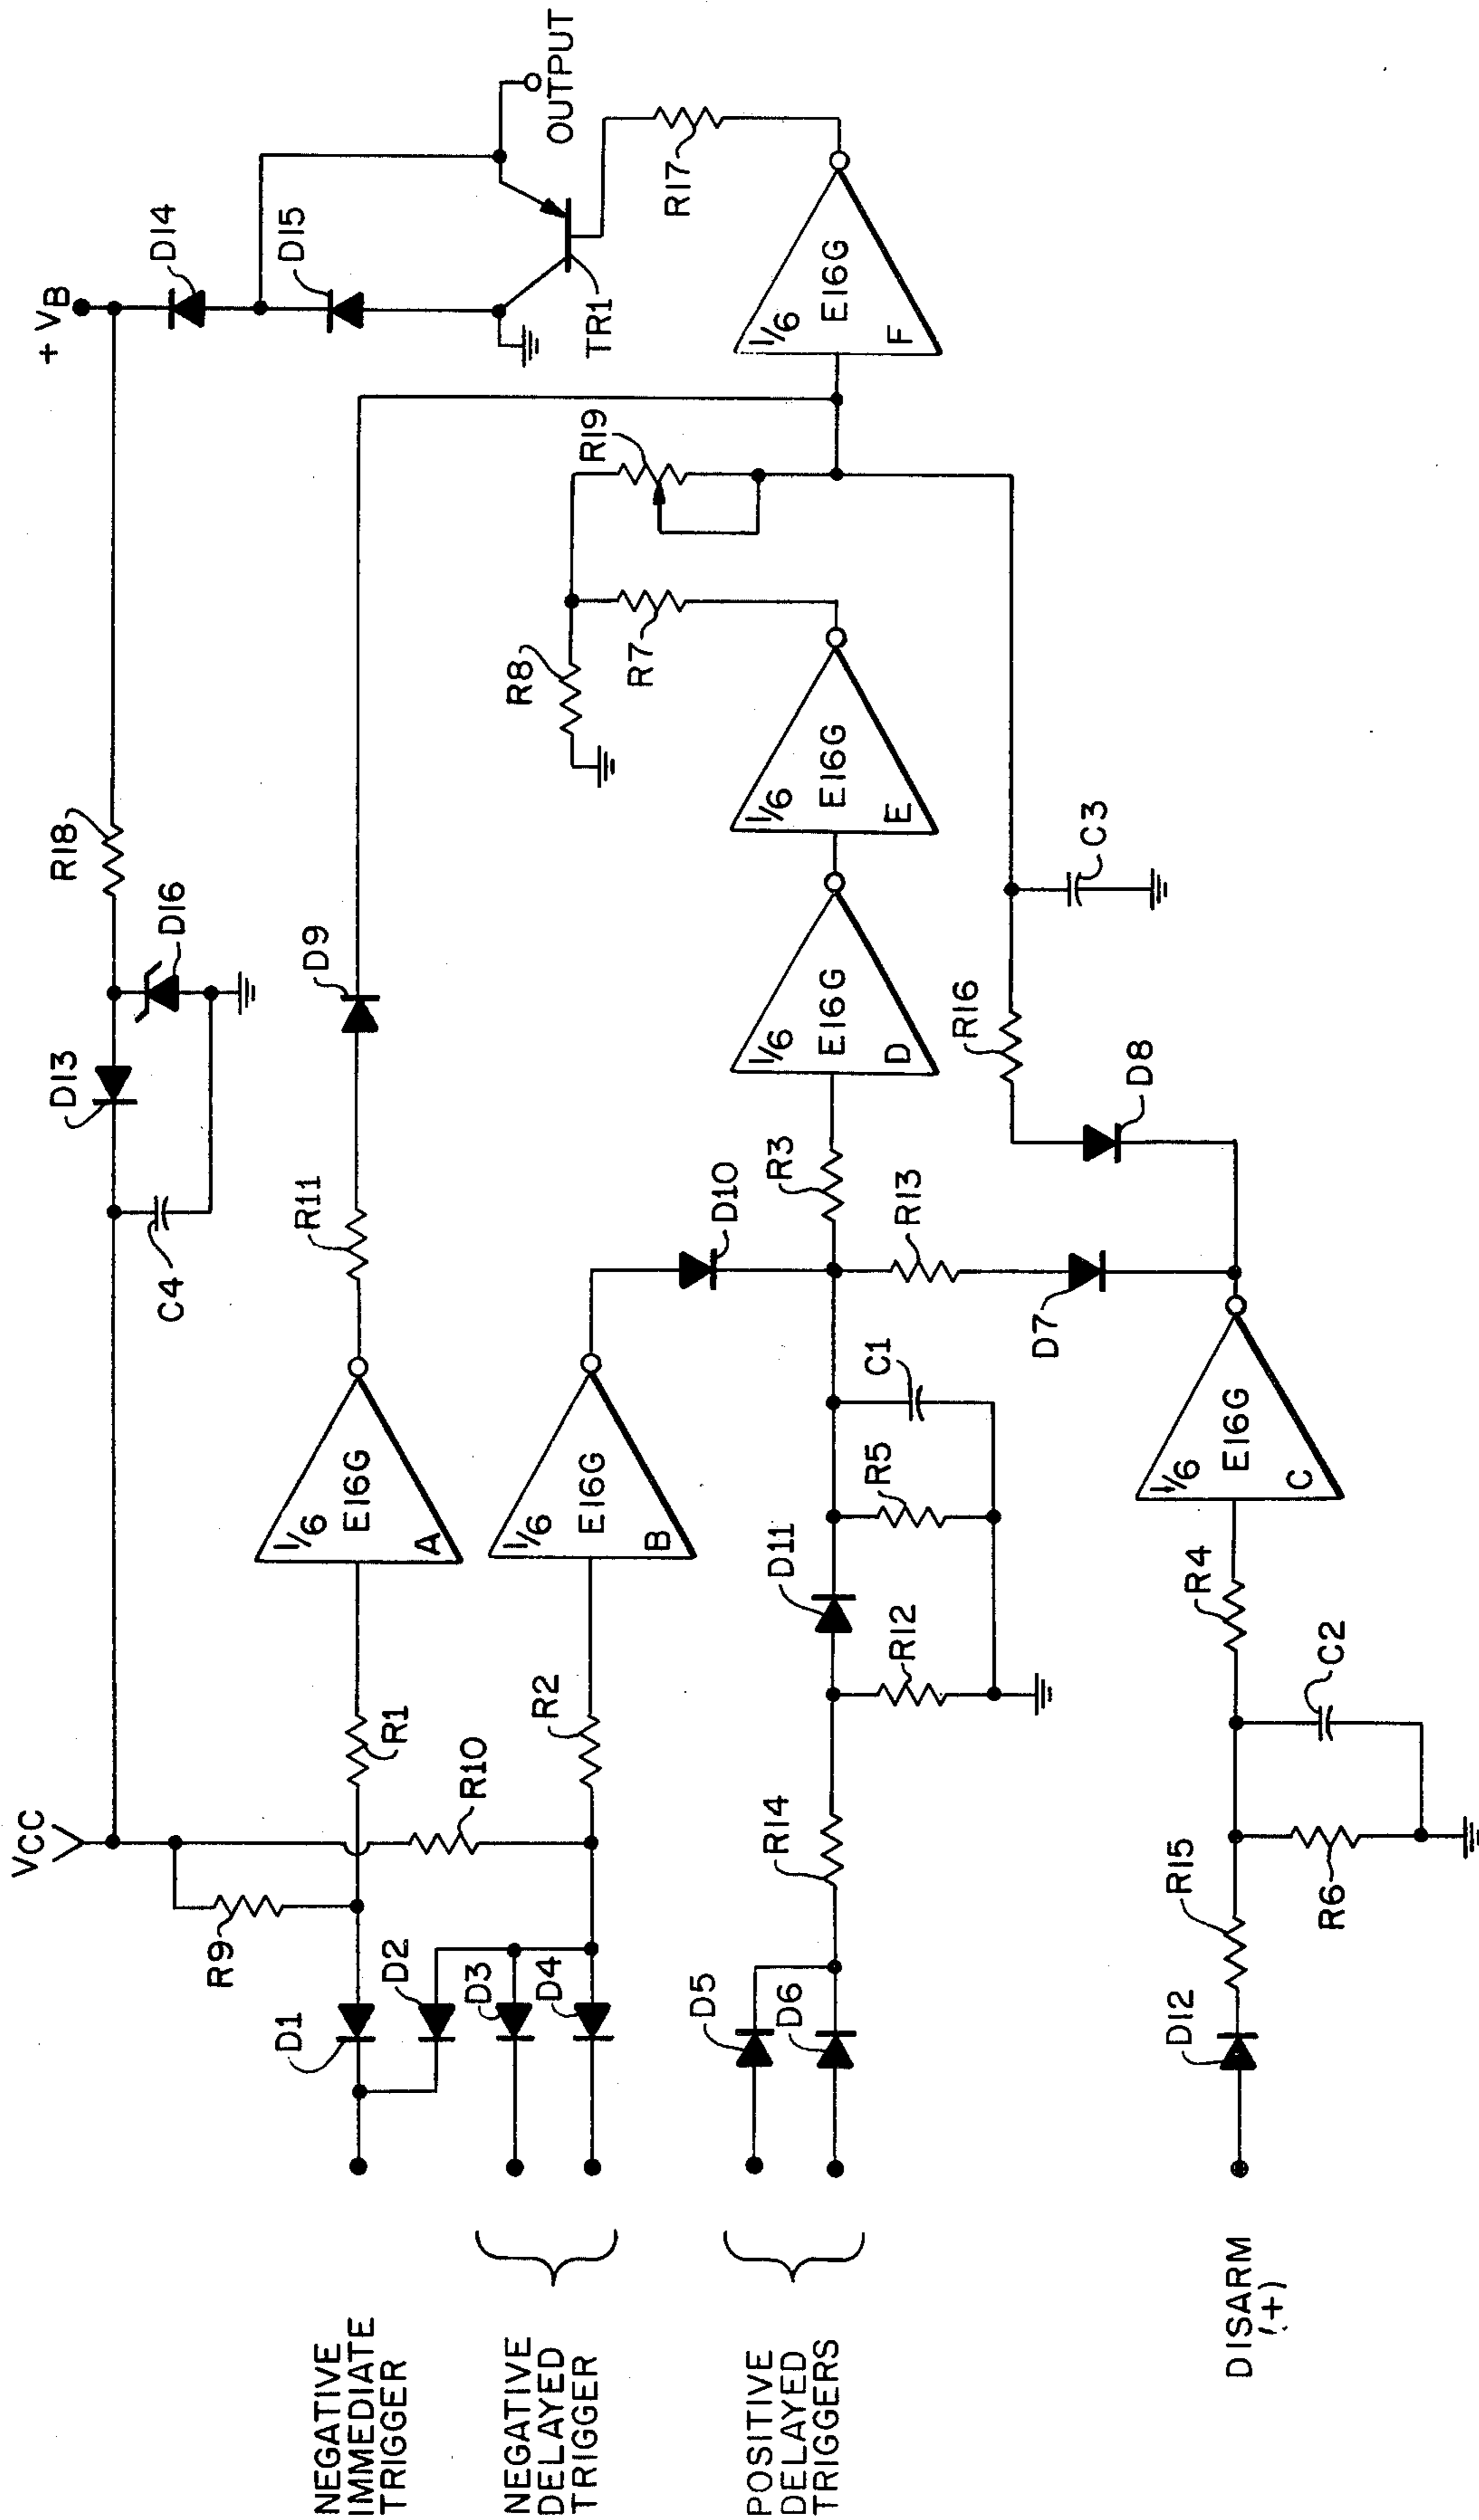 + VB
D14
D15
OUTPUT
TR1
R17
1/6
E16G
F
R19
R8
R7
1/6
E16G
E
R18
D16
D13
C4
D9
R11
1/6
E16G
D
C3
R16
D8
R3
D10
R13
D7
1/6
E16G
A
1/6
E16G
B
C1
R5
D11
R12
1/6
E16G
C
R4
C2
R1
R2
R10
VCC
R9
R14
R15
R6
D1
D2
D3
D4
D5
D6
D12
NEGATIVE
IMMEDIATE
TRIGGER
NEGATIVE
DELAYED
TRIGGER
POSITIVE
DELAYED
TRIGGERS
DISARM
(+)